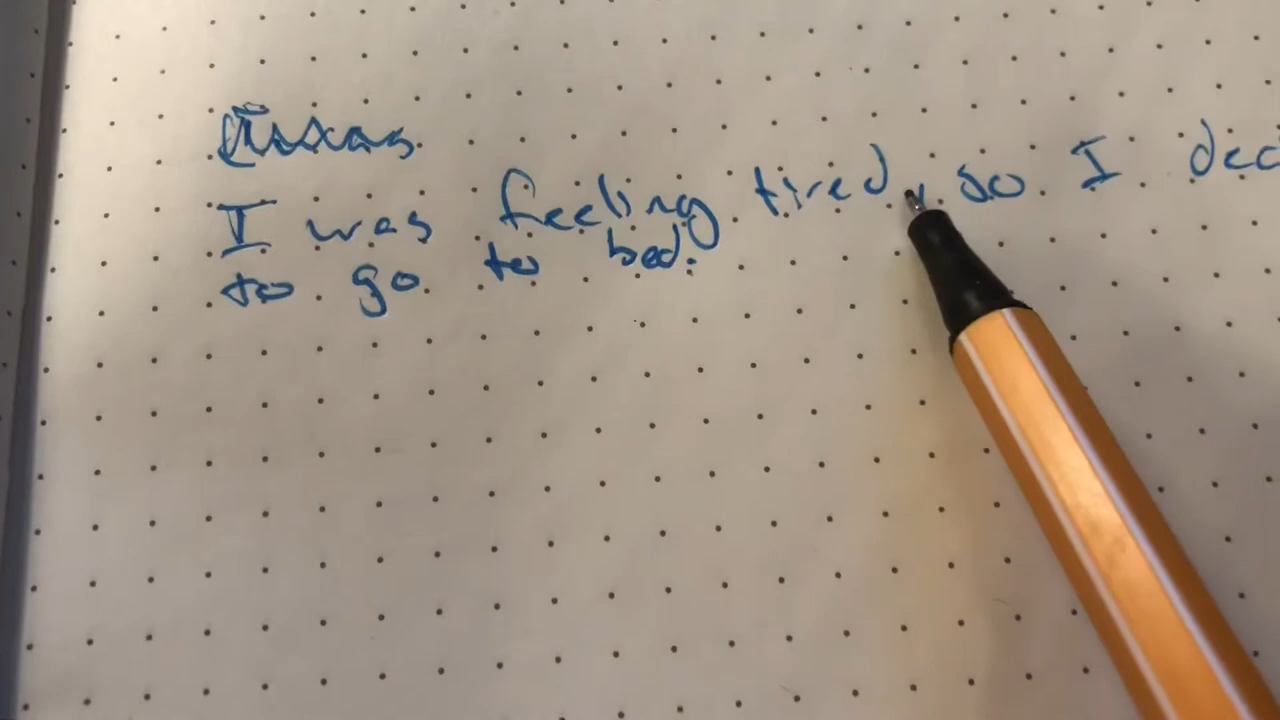 I was feeling tired, so I dec
to go to bed.